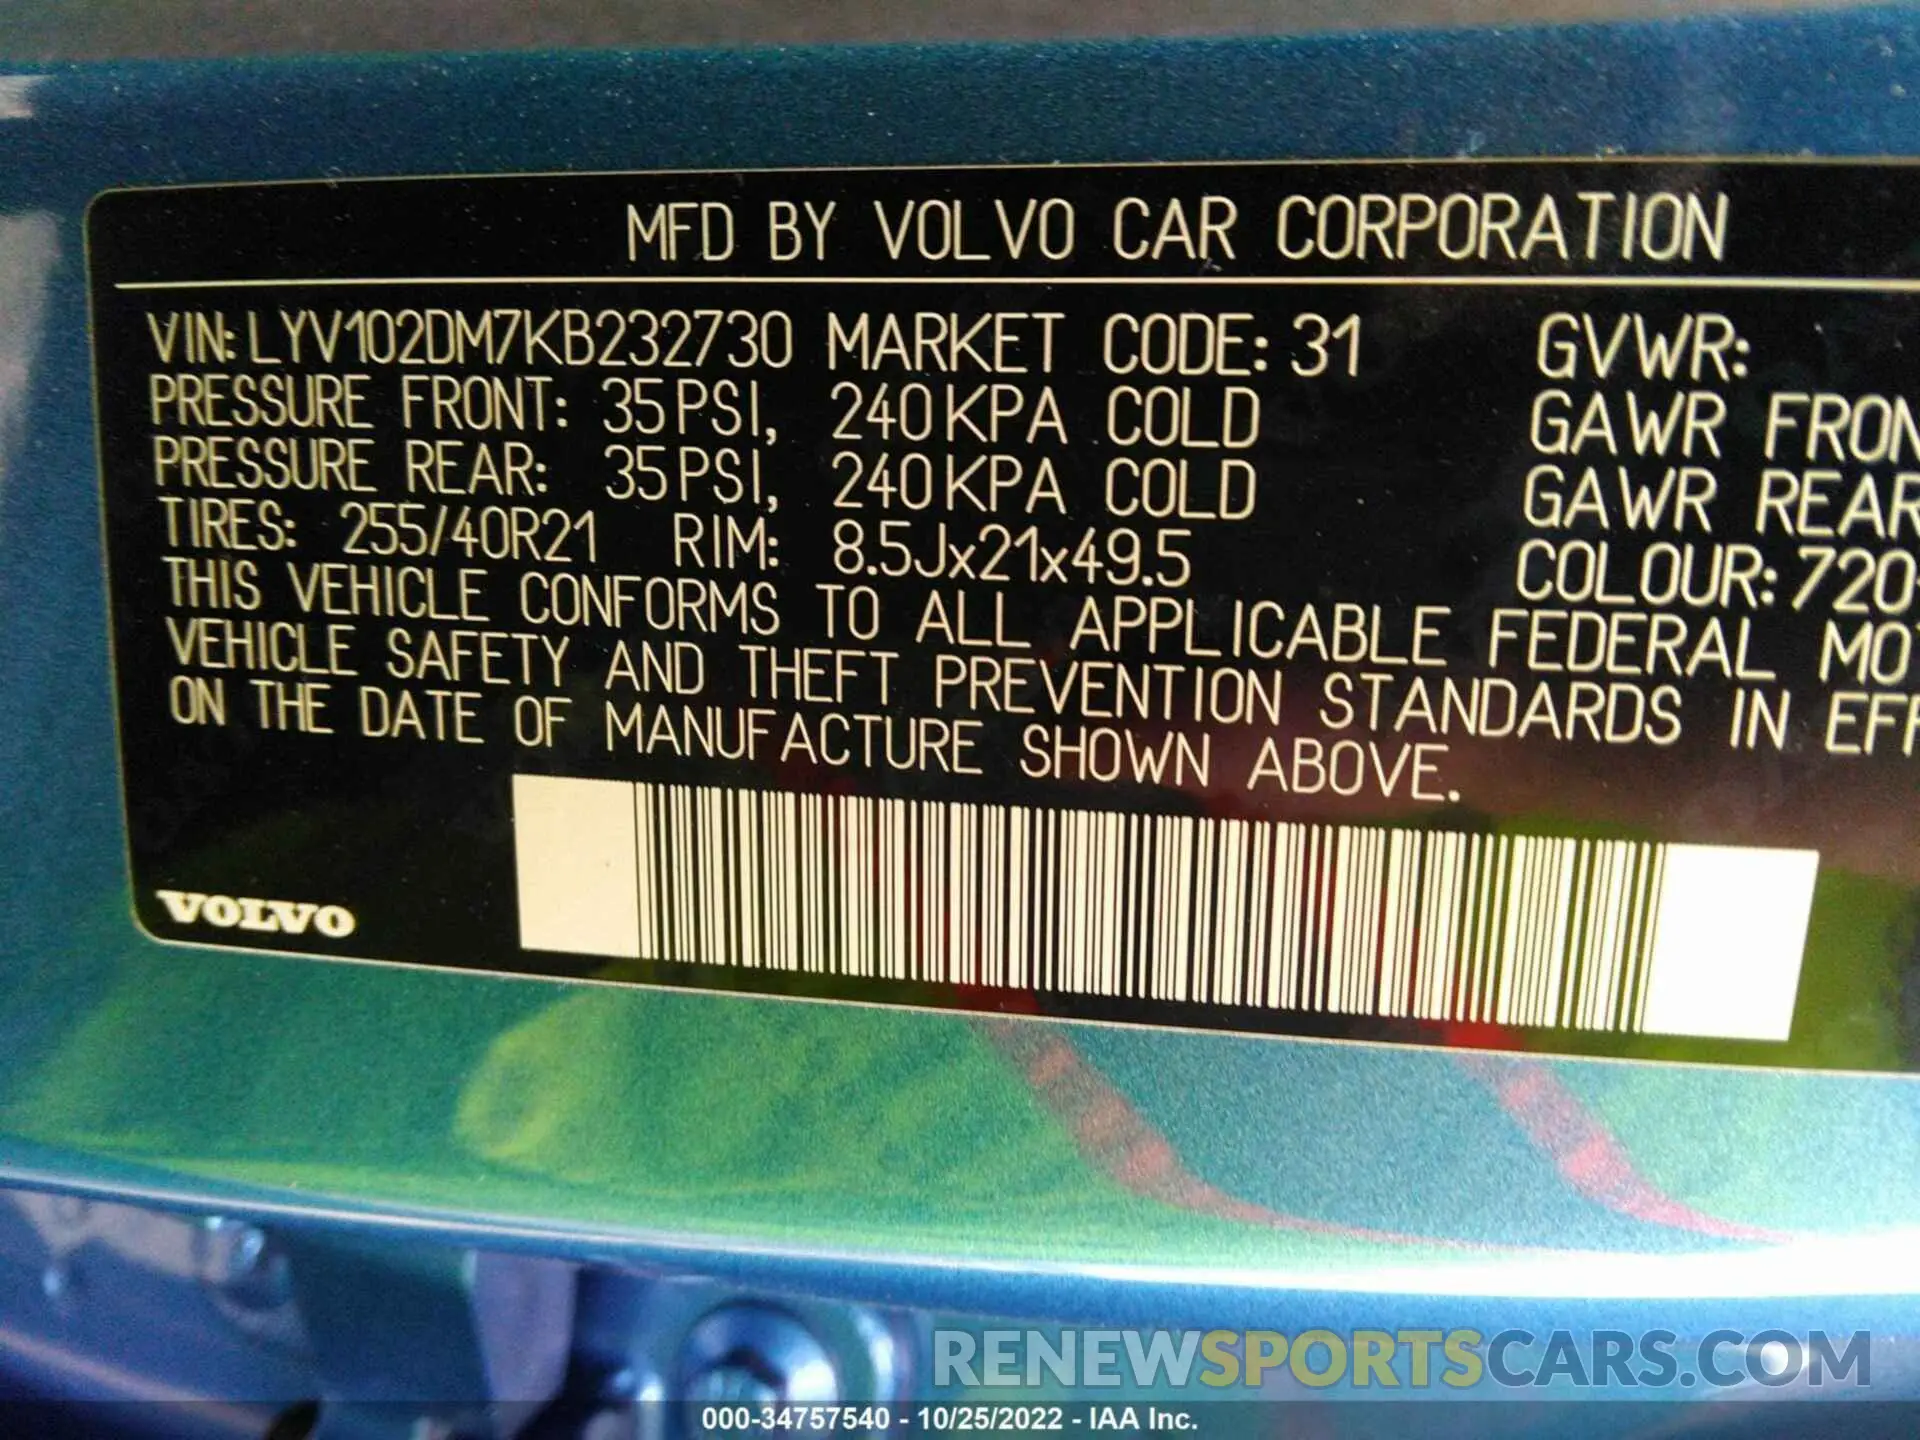 MFD BY VOLVO CAR CORPORATION
VIN: LYV102DM7KB232730 MARKET CODE: 31 GVWR:
PRESSURE FRONT: 35 PSI, 240 KPA COLD GAWR FRON
PRESSURE REAR: 35 PSI, 240 KPA COLD GAWR REAR
TIRES: 255/40R21 RIM: 8.5Jx21x49.5 COLOUR: 720
THIS VEHICLE CONFORMS TO ALL APPLICABLE FEDERAL MOT
VEHICLE SAFETY AND THEFT PREVENTION STANDARDS IN EFF
ON THE DATE OF MANUFACTURE SHOWN ABOVE.
VOLVO
RENEWSPORTSCARS.COM
000-34757540 - 10/25/2022 - IAA Inc.